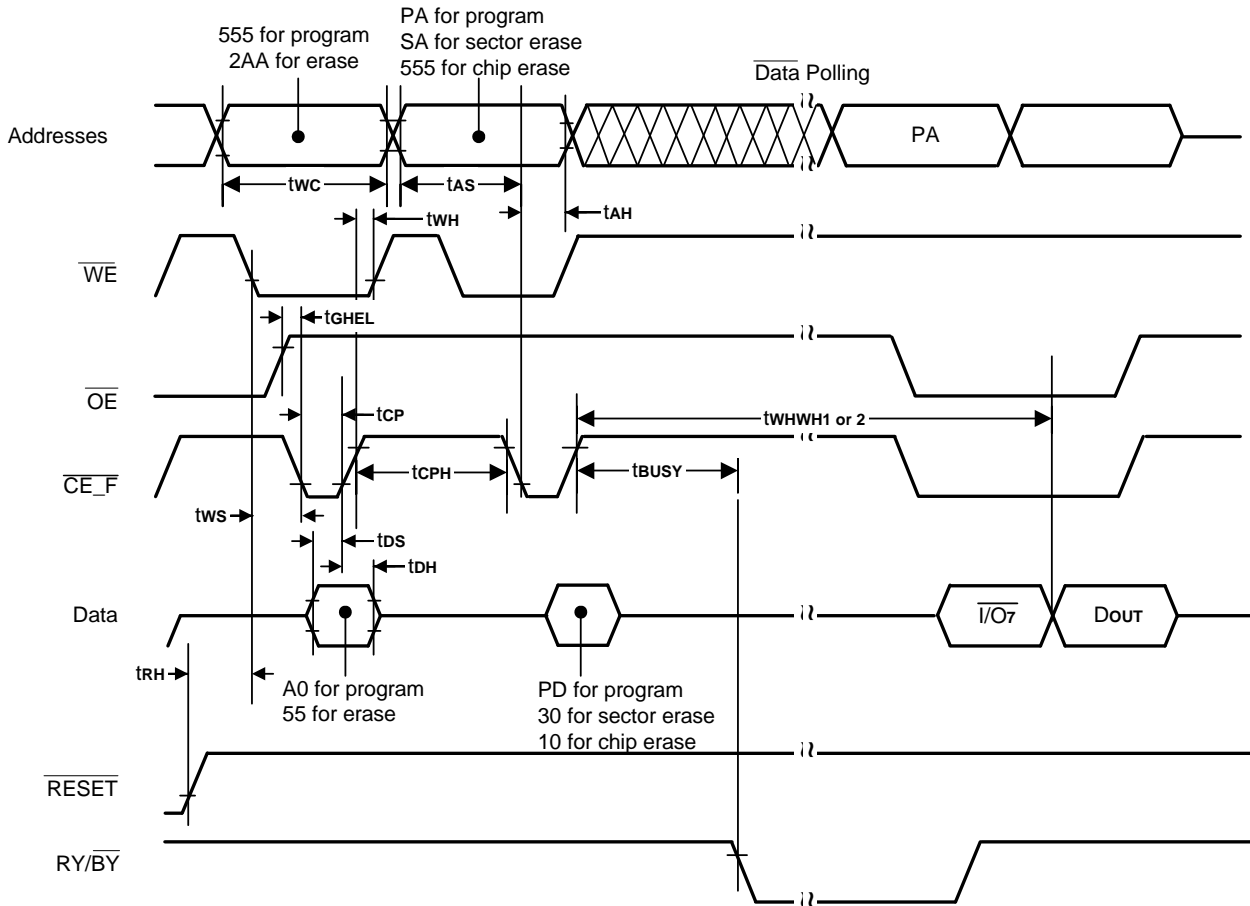 555 for program
2AA for erase
PA for program
SA for sector erase
555 for chip erase
Data Polling
Addresses
PA
tWC
tAS
tWH
tAH
WE
tGHEL
OE
tCP
tWHWH1 or 2
CE_F
tCPH
tBUSY
tWS
tDS
tDH
Data
I/O7
DOUT
tRH
A0 for program
55 for erase
PD for program
30 for sector erase
10 for chip erase
RESET
RY/BY